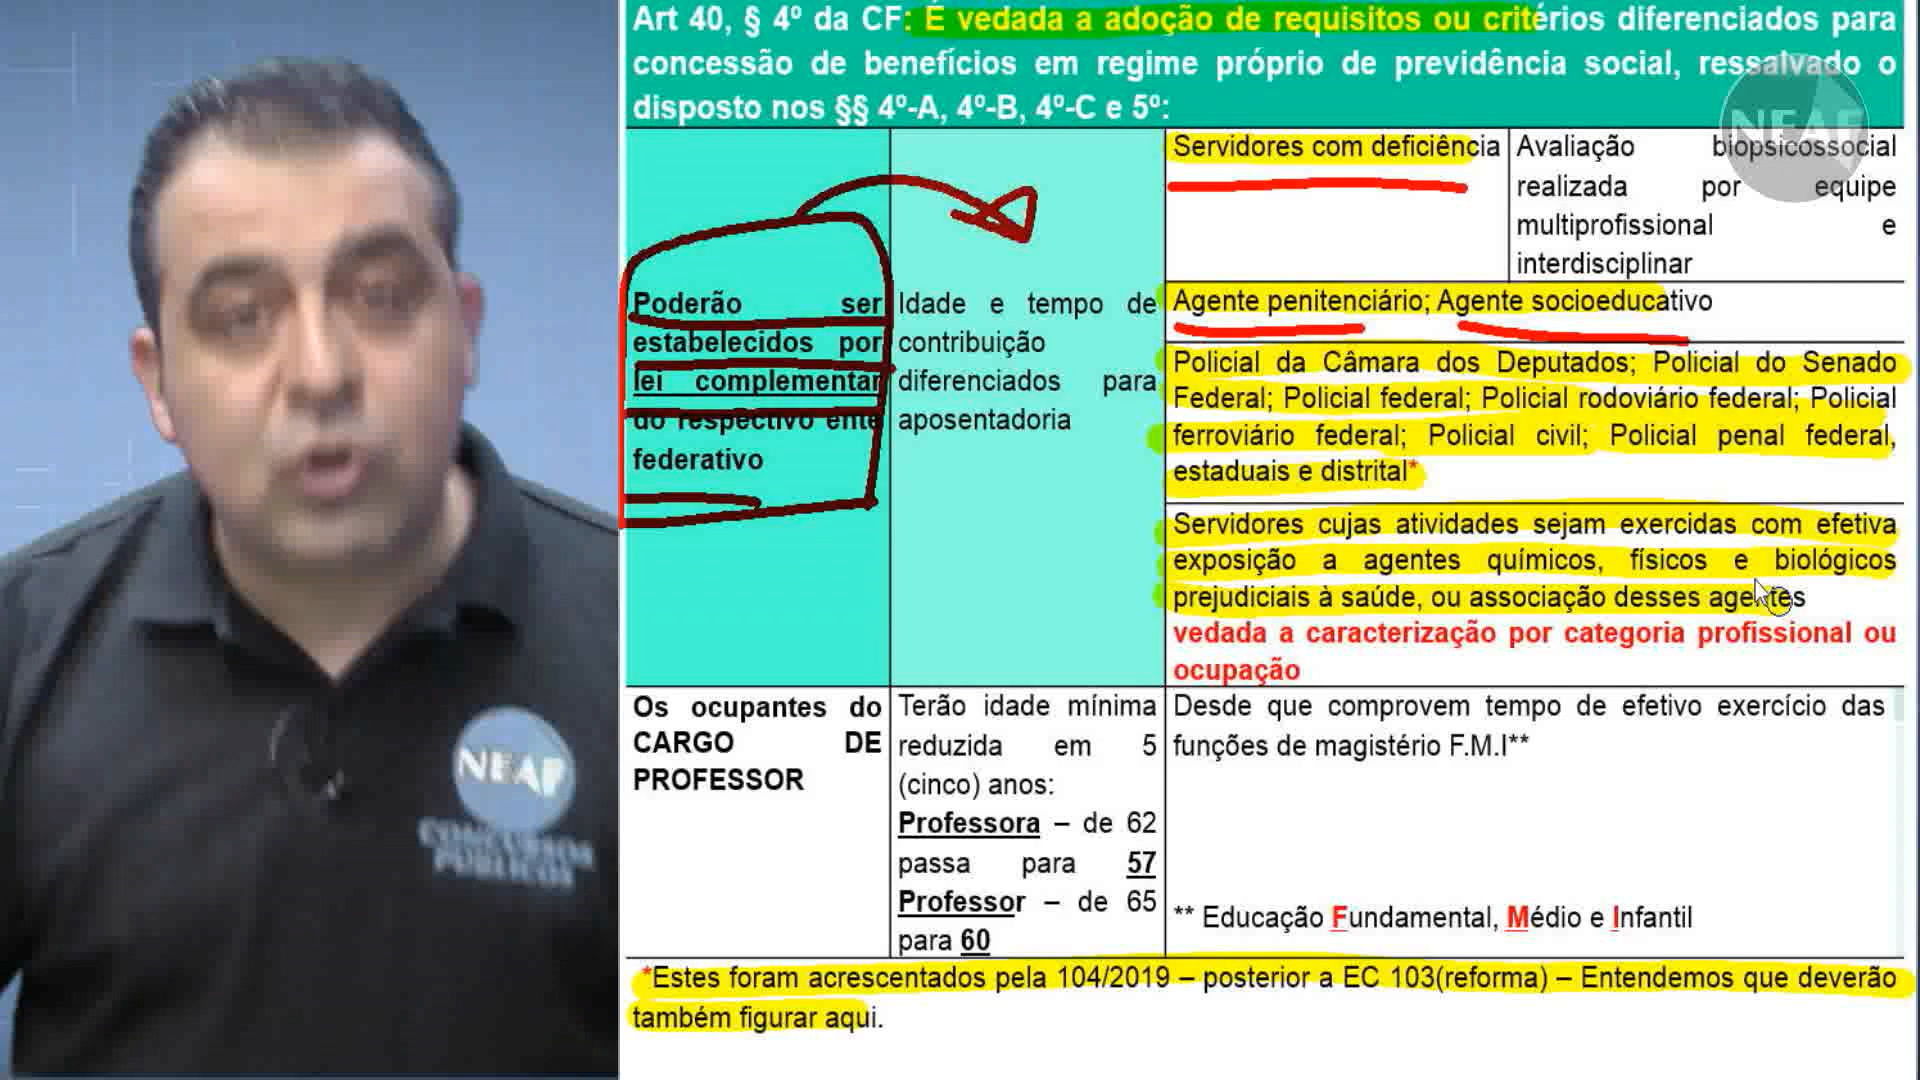 Art 40, § 4º da CF: É vedada a adoção de requisitos ou critérios diferenciados para
concessão de benefícios em regime próprio de previdência social, ressalvado o
disposto nos §§ 4º-A, 4º-B, 4º-C e 5º:
NEAF
Poderão ser
estabelecidos por
lei complementar
do respectivo ente
federativo
Idade e tempo de
contribuição
diferenciados para
aposentadoria
Servidores com deficiência
Avaliação biopsicossocial
realizada por equipe
multiprofissional e
interdisciplinar
Agente penitenciário; Agente socioeducativo
Policial da Câmara dos Deputados; Policial do Senado
Federal; Policial federal; Policial rodoviário federal; Policial
ferroviário federal; Policial civil; Policial penal federal,
estaduais e distrital*
Servidores cujas atividades sejam exercidas com efetiva
exposição a agentes químicos, físicos e biológicos
prejudiciais à saúde, ou associação desses agentes
vedada a caracterização por categoria profissional ou
ocupação
Os ocupantes do
CARGO DE
PROFESSOR
Terão idade mínima
reduzida em 5
(cinco) anos:
Professora – de 62
passa para 57
Professor – de 65
para 60
Desde que comprovem tempo de efetivo exercício das
funções de magistério F.M.I**
** Educação Fundamental, Médio e Infantil
*Estes foram acrescentados pela 104/2019 – posterior a EC 103(reforma) – Entendemos que deverão
também figurar aqui.
NEAF
CONCURSOS
PÚBLICOS